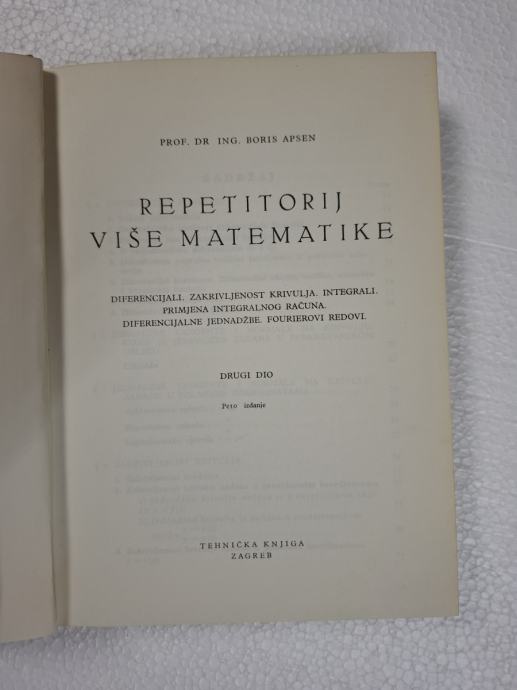 PROF. DR ING. BORIS APSEN
REPETITORIJ
VIŠE MATEMATIKE
DIFERENCIJALI. ZAKRIVLJENOST KRIVULJA. INTEGRALI.
PRIMJENA INTEGRALNOG RAČUNA.
DIFERENCIJALNE JEDNADŽBE. FOURIEROVI REDOVI.
DRUGI DIO
Peto izdanje
TEHNIČKA KNJIGA
ZAGREB